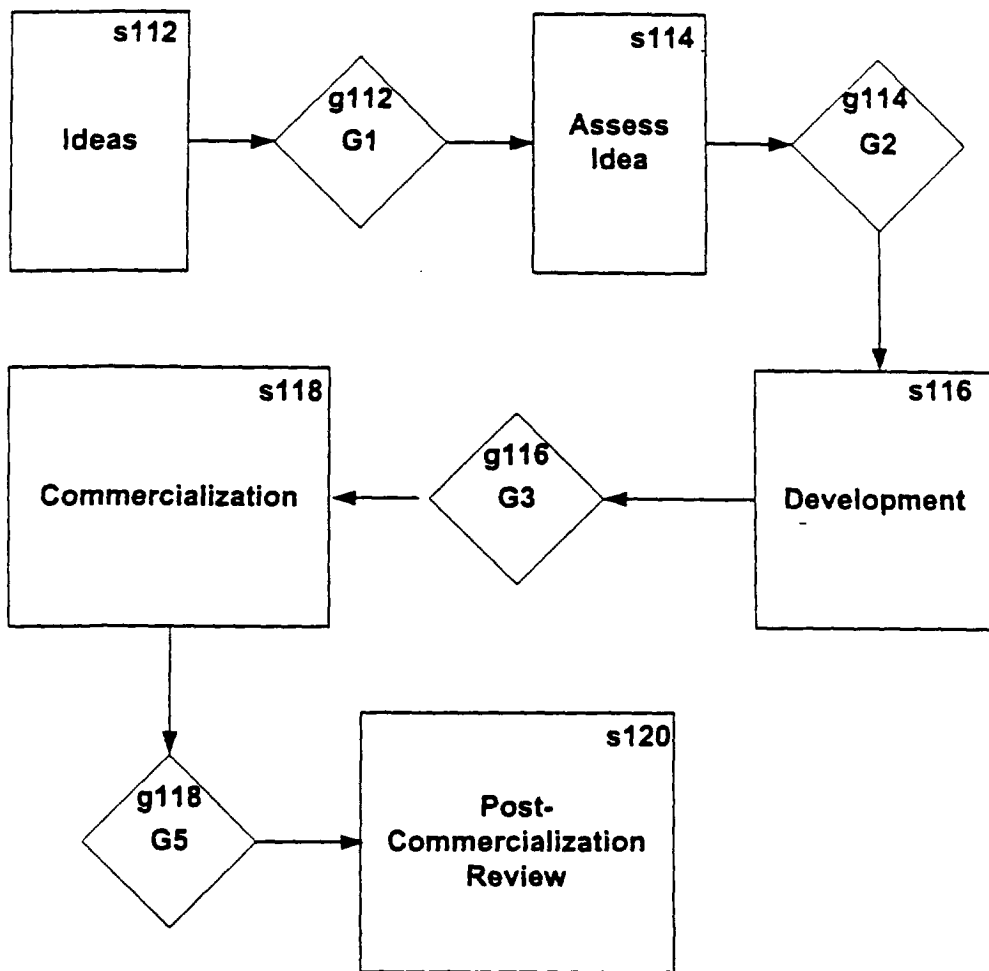 s112
Ideas
g112
G1
s114
Assess
Idea
g114
G2
s118
Commercialization
g116
G3
s116
Development
g118
G5
s120
Post-
Commercialization
Review